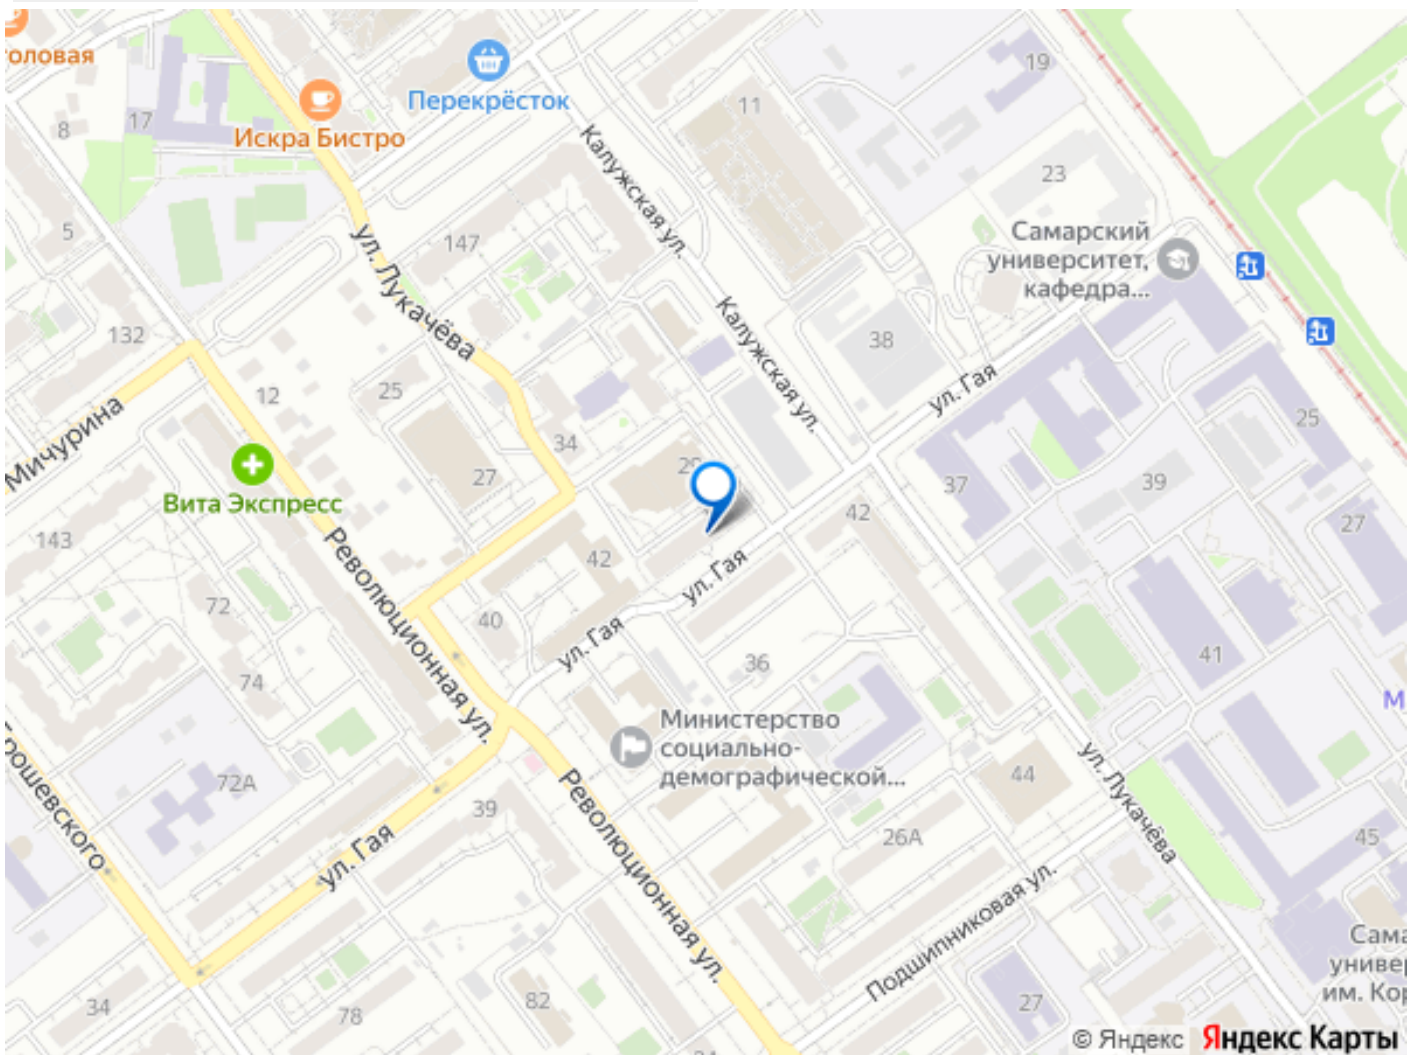 оловая
Перекрёсток
Искра Бистро
8
17
11
19
23
5
147
132
Калужская ул.
ул. Лукачёва
Самарский
университет,
кафедра...
12
25
Калужская ул.
38
ул. Гая
25
Мичурина
34
27
Вита Экспресс
143
37
39
27
42
ул. Гая
42
40
ул. Гая
72
74
Революционная ул.
36
41
М
Министерство
социально-
демографической...
72А
39
44
ул. Лукачёва
45
ул. Гая
Революционная ул.
26А
Подшипниковая ул.
ошевского
34
78
82
27
Сама
универ
им. Кор
© Яндекс Яндекс Карты